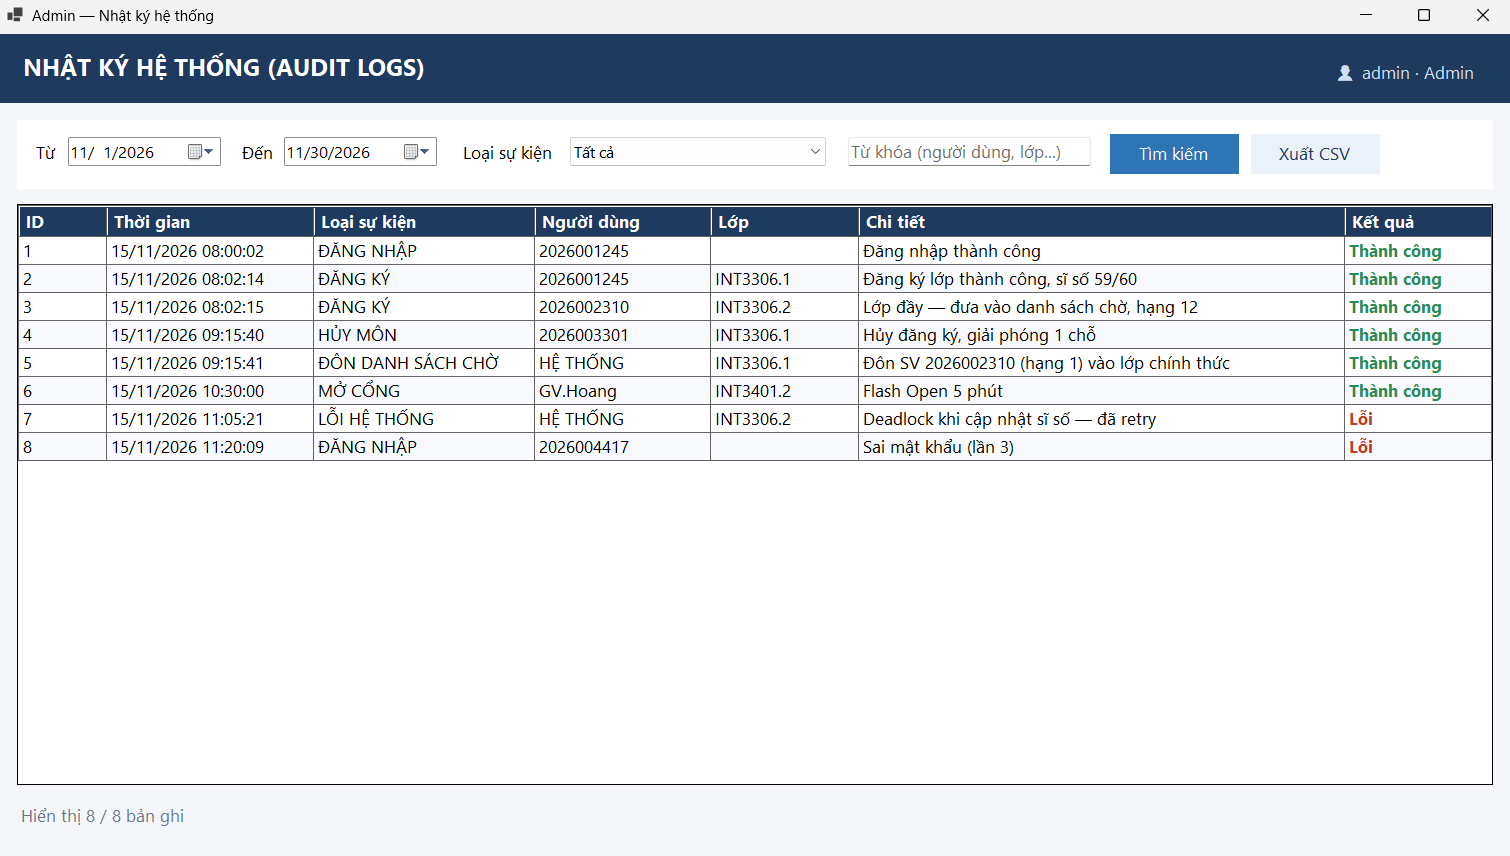 Admin — Nhật ký hệ thống
NHẬT KÝ HỆ THỐNG (AUDIT LOGS)
admin · Admin
Từ 11/ 1/2026 Đến 11/30/2026 Loại sự kiện Tất cả Từ khóa (người dùng, lớp...) Tìm kiếm Xuất CSV
ID Thời gian Loại sự kiện Người dùng Lớp Chi tiết Kết quả
1 15/11/2026 08:00:02 ĐĂNG NHẬP 2026001245 Đăng nhập thành công Thành công
2 15/11/2026 08:02:14 ĐĂNG KÝ 2026001245 INT3306.1 Đăng ký lớp thành công, sĩ số 59/60 Thành công
3 15/11/2026 08:02:15 ĐĂNG KÝ 2026002310 INT3306.2 Lớp đầy — đưa vào danh sách chờ, hạng 12 Thành công
4 15/11/2026 09:15:40 HỦY MÔN 2026003301 INT3306.1 Hủy đăng ký, giải phóng 1 chỗ Thành công
5 15/11/2026 09:15:41 ĐÔN DANH SÁCH CHỜ HỆ THỐNG INT3306.1 Đôn SV 2026002310 (hạng 1) vào lớp chính thức Thành công
6 15/11/2026 10:30:00 MỞ CỔNG GV.Hoang INT3401.2 Flash Open 5 phút Thành công
7 15/11/2026 11:05:21 LỖI HỆ THỐNG HỆ THỐNG INT3306.2 Deadlock khi cập nhật sĩ số — đã retry Lỗi
8 15/11/2026 11:20:09 ĐĂNG NHẬP 2026004417 Sai mật khẩu (lần 3) Lỗi
Hiển thị 8 / 8 bản ghi